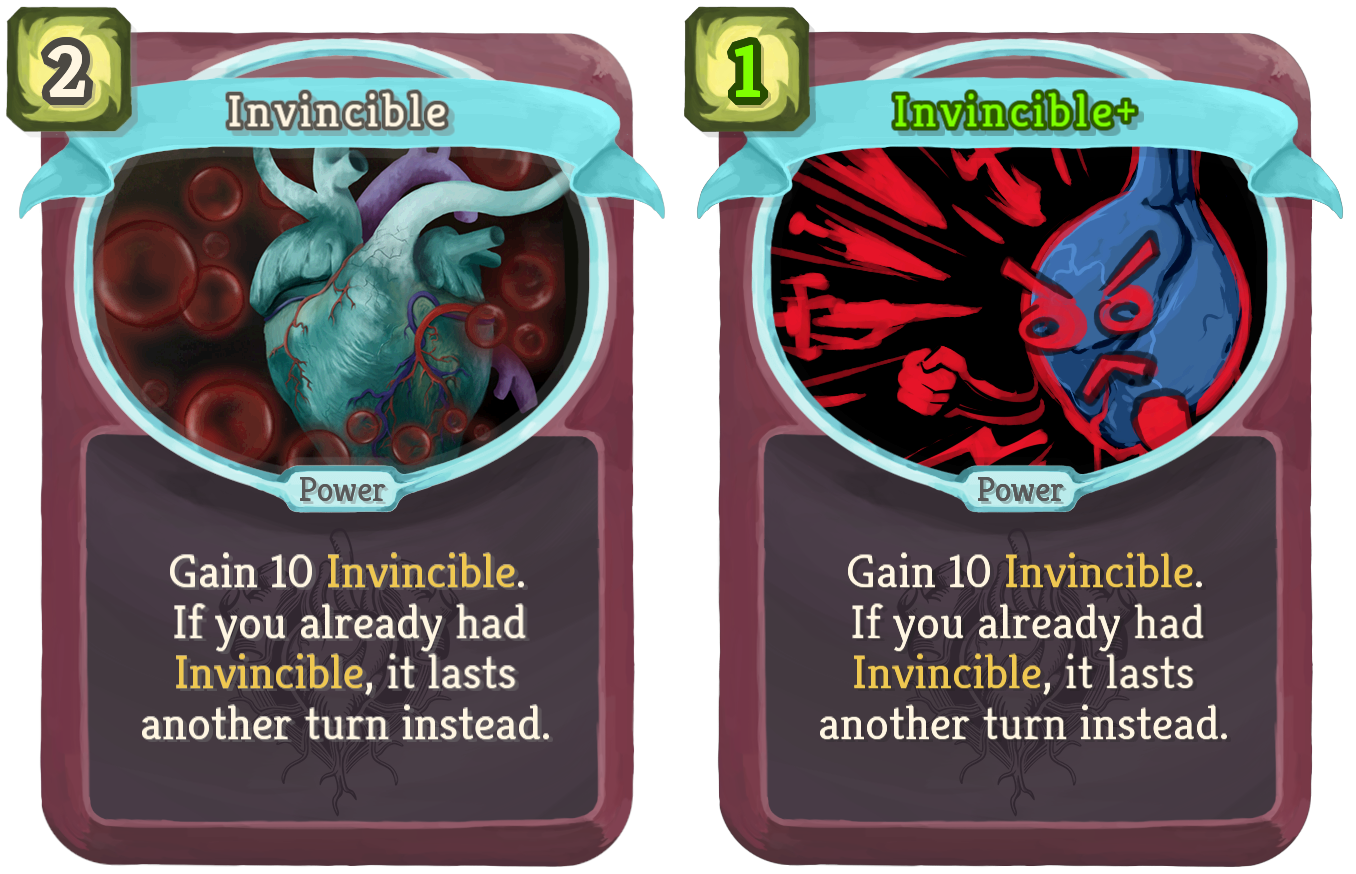 2
Invincible
Power
Gain 10 Invincible.
If you already had
Invincible, it lasts
another turn instead.
1
Invincible+
Power
Gain 10 Invincible.
If you already had
Invincible, it lasts
another turn instead.